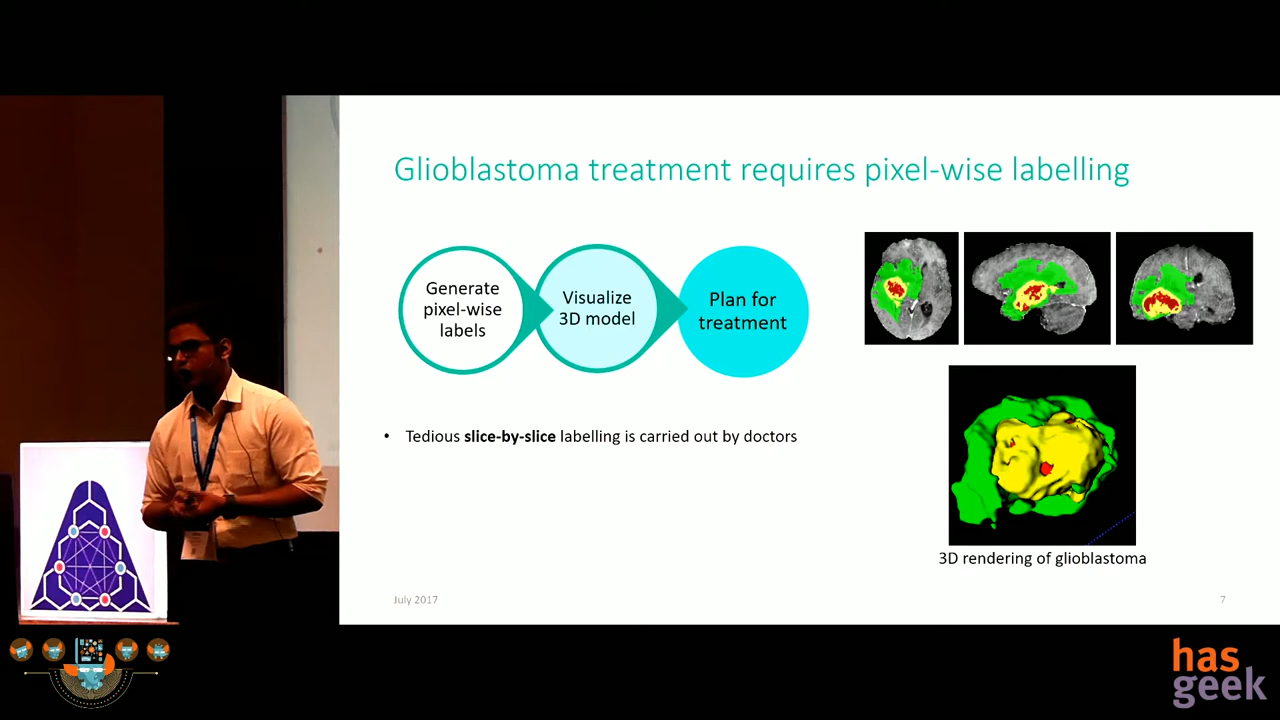 Glioblastoma treatment requires pixel-wise labelling
Generate
pixel-wise
labels
Visualize
3D model
Plan for
treatment
• Tedious slice-by-slice labelling is carried out by doctors
3D rendering of glioblastoma
July 2017
7
has
geek